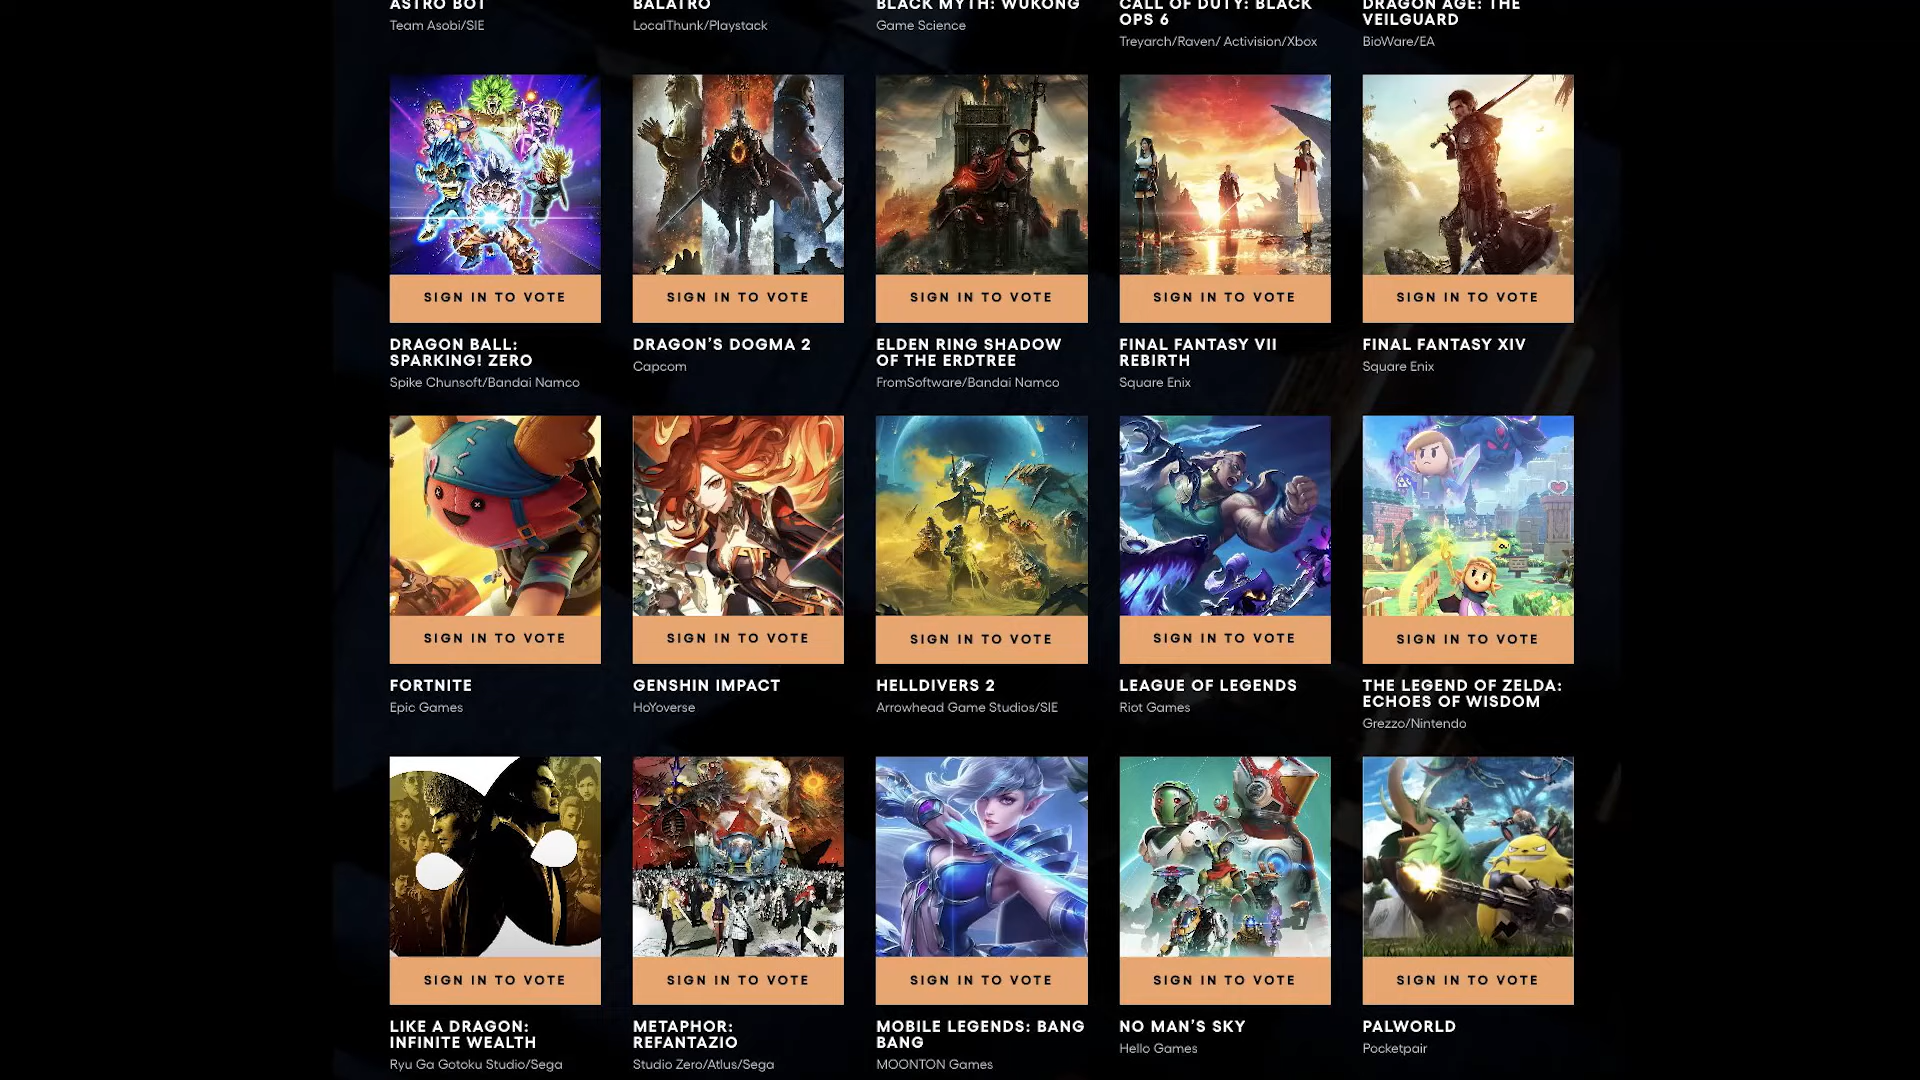 ASTRO BOT
BALATRO
BLACK MYTH: WUKONG
CALL OF DUTY: BLACK
OPS 6
DRAGON AGE: THE
VEILGUARD
Team Asobi/SIE
LocalThunk/Playstack
Game Science
Treyarch/Raven/ Activision/Xbox
BioWare/EA
SIGN IN TO VOTE
SIGN IN TO VOTE
SIGN IN TO VOTE
SIGN IN TO VOTE
SIGN IN TO VOTE
DRAGON BALL:
SPARKING! ZERO
Spike Chunsoft/Bandai Namco
DRAGON'S DOGMA 2
Capcom
ELDEN RING SHADOW
OF THE ERDTREE
FromSoftware/Bandai Namco
FINAL FANTASY VII
REBIRTH
Square Enix
FINAL FANTASY XIV
Square Enix
SIGN IN TO VOTE
SIGN IN TO VOTE
SIGN IN TO VOTE
SIGN IN TO VOTE
SIGN IN TO VOTE
FORTNITE
Epic Games
GENSHIN IMPACT
HoYoverse
HELLDIVERS 2
Arrowhead Game Studios/SIE
LEAGUE OF LEGENDS
Riot Games
THE LEGEND OF ZELDA:
ECHOES OF WISDOM
Grezzo/Nintendo
SIGN IN TO VOTE
SIGN IN TO VOTE
SIGN IN TO VOTE
SIGN IN TO VOTE
SIGN IN TO VOTE
LIKE A DRAGON:
INFINITE WEALTH
Ryu Ga Gotoku Studio/Sega
METAPHOR:
REFANTAZIO
Studio Zero/Atlus/Sega
MOBILE LEGENDS: BANG
BANG
MOONTON Games
NO MAN'S SKY
Hello Games
PALWORLD
Pocketpair